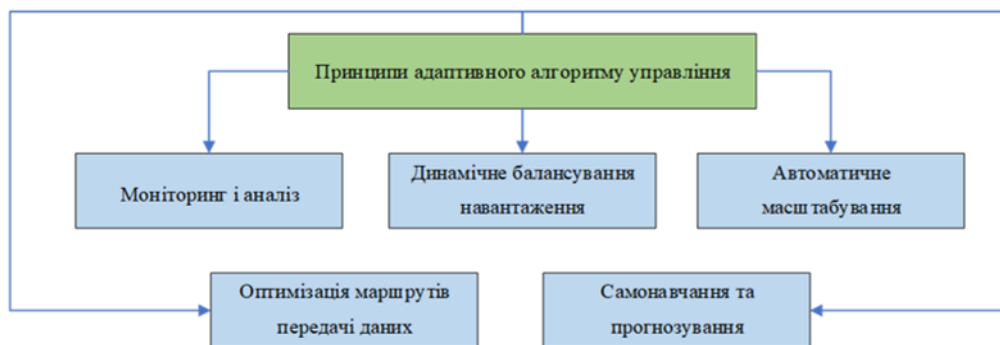 Принципи адаптивного алгоритму управління
Моніторинг і аналіз
Динамічне балансування
навантаження
Автоматичне
масштабування
Оптимізація маршрутів
передачі даних
Самонавчання та
прогнозування